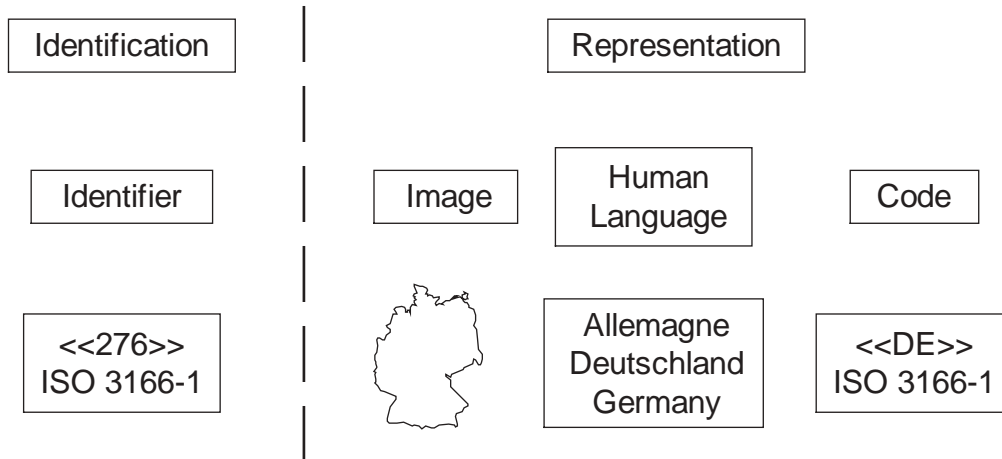 Identification
Representation
Identifier
Image
Human
Language
Code
<<276>>
ISO 3166-1
Allemagne
Deutschland
Germany
<<DE>>
ISO 3166-1